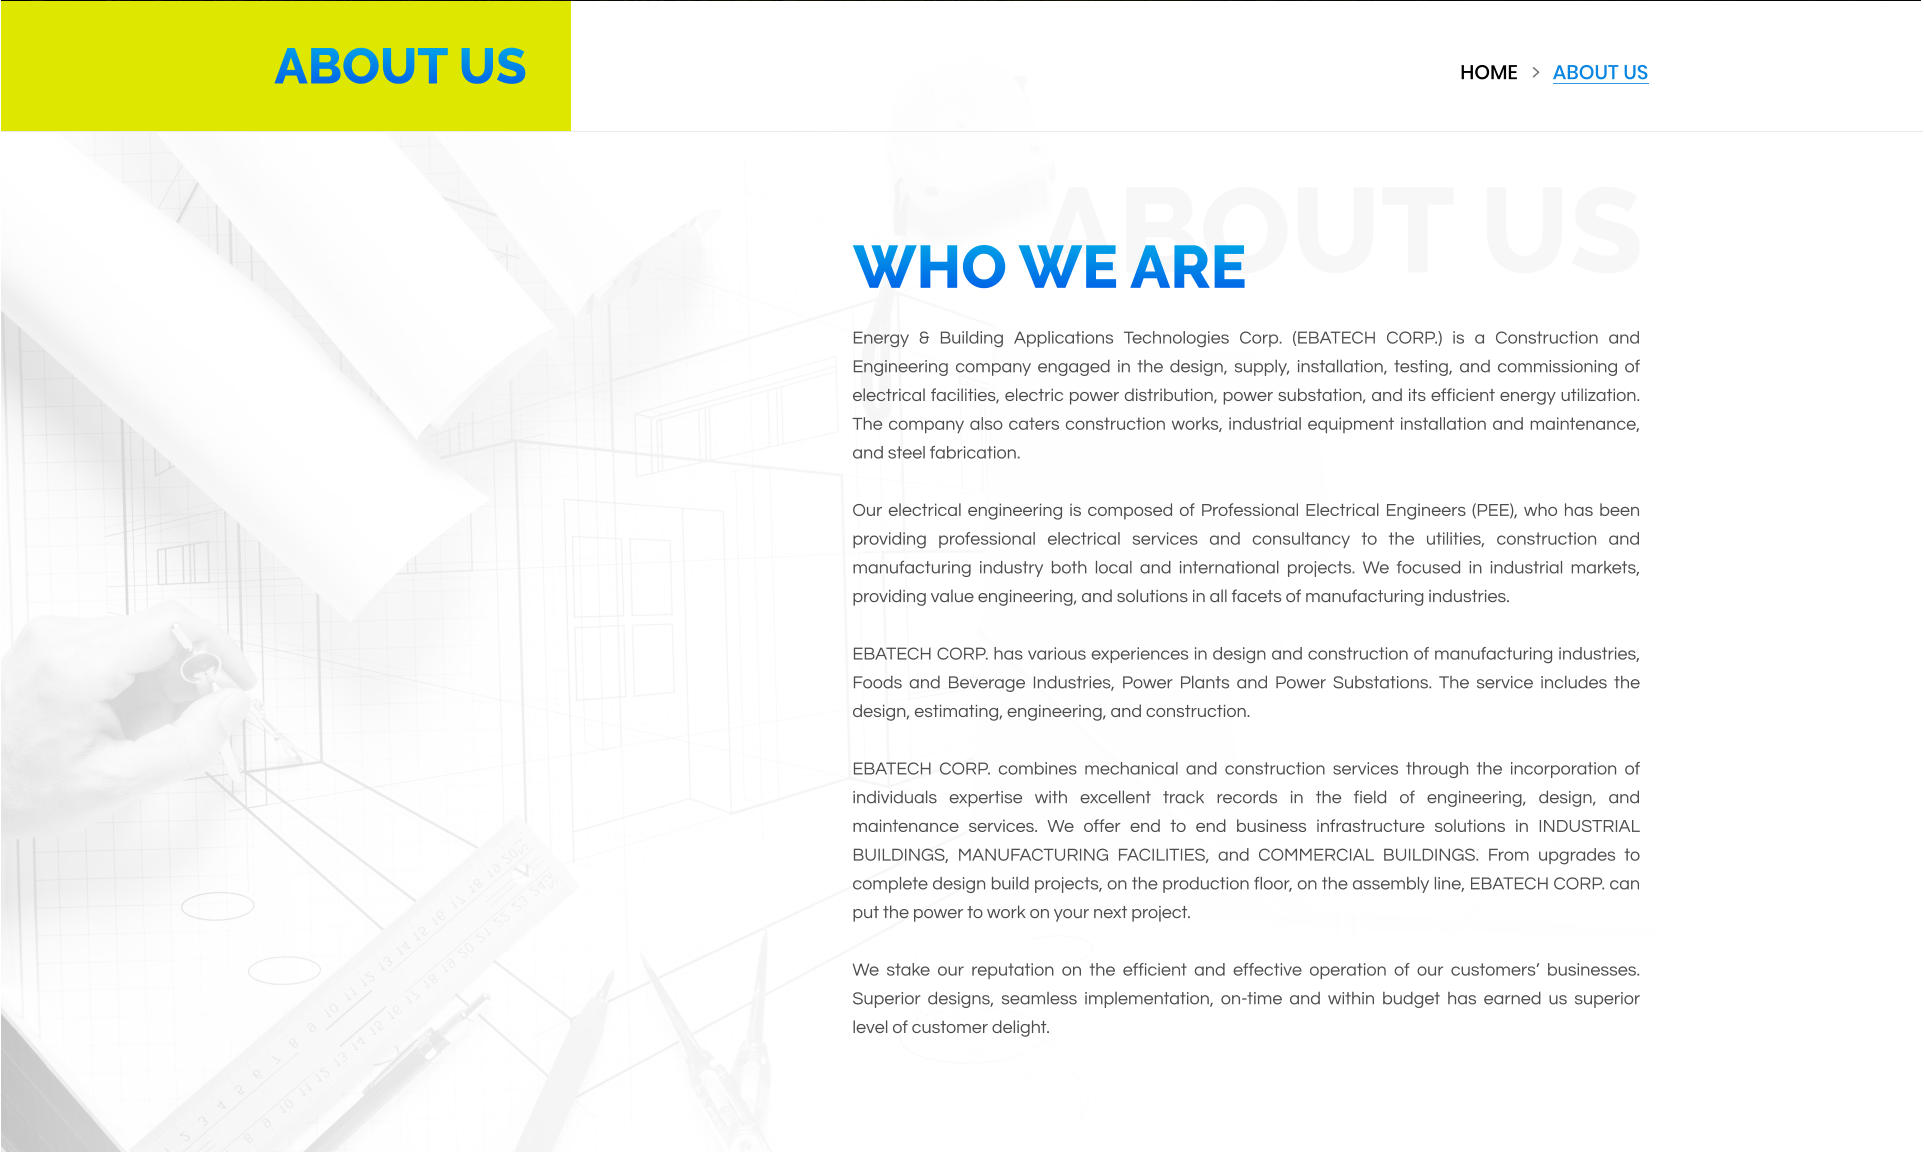 ABOUT US
HOME > ABOUT US
ABOUT US
WHO WE ARE
Energy & Building Applications Technologies Corp. (EBATECH CORP.) is a Construction and
Engineering company engaged in the design, supply, installation, testing, and commissioning of
electrical facilities, electric power distribution, power substation, and its efficient energy utilization.
The company also caters construction works, industrial equipment installation and maintenance,
and steel fabrication.
Our electrical engineering is composed of Professional Electrical Engineers (PEE), who has been
providing professional electrical services and consultancy to the utilities, construction and
manufacturing industry both local and international projects. We focused in industrial markets,
providing value engineering, and solutions in all facets of manufacturing industries.
EBATECH CORP. has various experiences in design and construction of manufacturing industries,
Foods and Beverage Industries, Power Plants and Power Substations. The service includes the
design, estimating, engineering, and construction.
EBATECH CORP. combines mechanical and construction services through the incorporation of
individuals expertise with excellent track records in the field of engineering, design, and
maintenance services. We offer end to end business infrastructure solutions in INDUSTRIAL
BUILDINGS, MANUFACTURING FACILITIES, and COMMERCIAL BUILDINGS. From upgrades to
complete design build projects, on the production floor, on the assembly line, EBATECH CORP. can
put the power to work on your next project.
We stake our reputation on the efficient and effective operation of our customers’ businesses.
Superior designs, seamless implementation, on-time and within budget has earned us superior
level of customer delight.